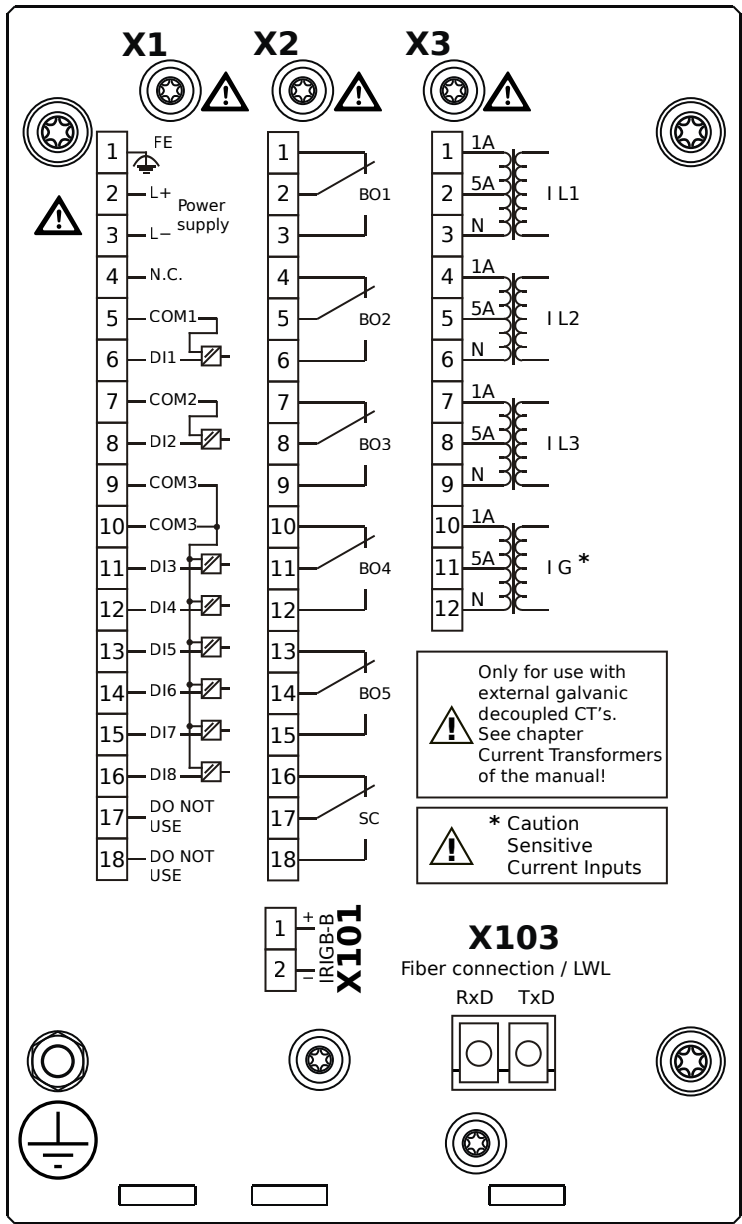 X1
X2
X3
1 FE
2 L+
Power
supply
3 L−
4 N.C.
5 COM1
6 DI1
7 COM2
8 DI2
9 COM3
10 COM3
11 DI3
12 DI4
13 DI5
14 DI6
15 DI7
16 DI8
17 DO NOT
USE
18 DO NOT
USE
1
2 BO1
3
4
5 BO2
6
7
8 BO3
9
10
11 BO4
12
13
14 BO5
15
16
17 SC
18
1 1A
2 5A I L1
3 N
4 1A
5 5A I L2
6 N
7 1A
8 5A I L3
9 N
10 1A
11 5A I G *
12 N
! Only for use with
external galvanic
decoupled CT's.
See chapter
Current Transformers
of the manual!
! * Caution
Sensitive
Current Inputs
1 +
2 −
IRIGB-B
X101
X103
Fiber connection / LWL
RxD TxD